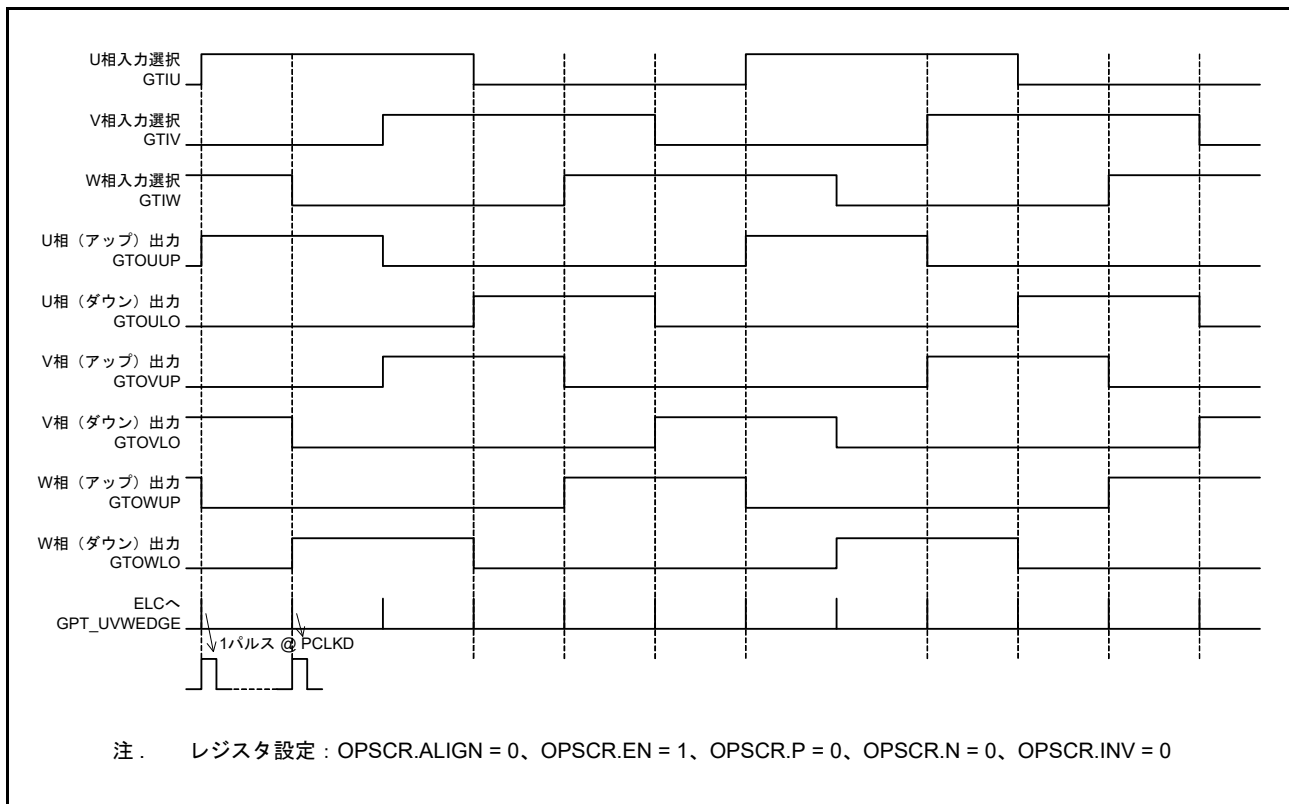 U相入力選択
GTIU
V相入力選択
GTIV
W相入力選択
GTIW
U相（アップ）出力
GTOUUP
U相（ダウン）出力
GTOULO
V相（アップ）出力
GTOVUP
V相（ダウン）出力
GTOVLO
W相（アップ）出力
GTOWUP
W相（ダウン）出力
GTOWLO
ELCへ
GPT_UVWEDGE
1パルス @ PCLKD
注. レジスタ設定：OPSCR.ALIGN = 0、OPSCR.EN = 1、OPSCR.P = 0、OPSCR.N = 0、OPSCR.INV = 0